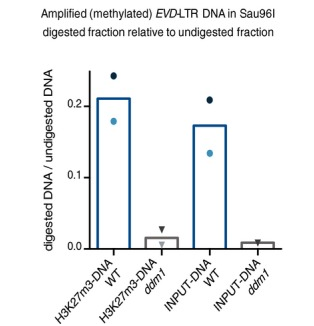 Amplified (methylated) EVD-LTR DNA in Sau96I
digested fraction relative to undigested fraction
digested DNA / undigested DNA
0.2
0.1
0.0
H3K27m3-DNA
WT
H3K27m3-DNA
ddm1
INPUT-DNA
WT
INPUT-DNA
ddm1